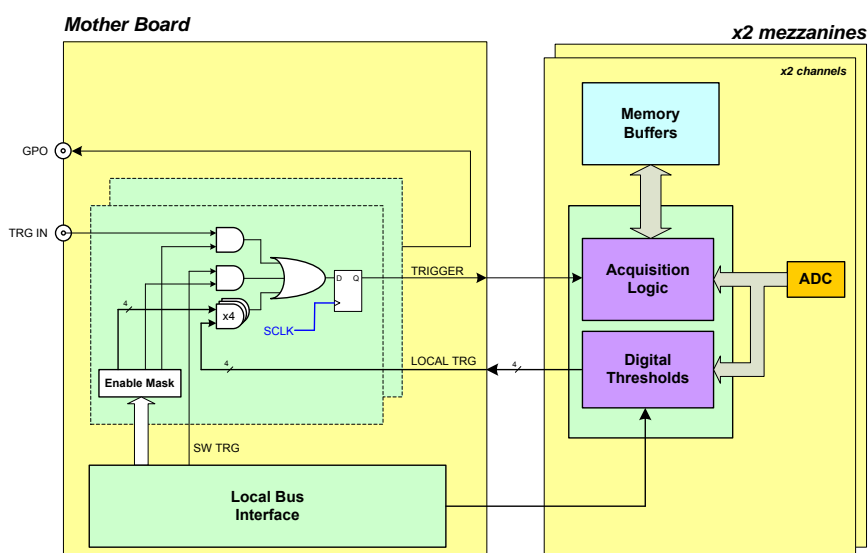 Mother Board
x2 mezzanines
x2 channels
Memory
Buffers
GPO
TRG IN
D Q
TRIGGER
Acquisition
Logic
ADC
4
x4
SCLK
4
LOCAL TRG
4
Digital
Thresholds
Enable Mask
SW TRG
Local Bus
Interface